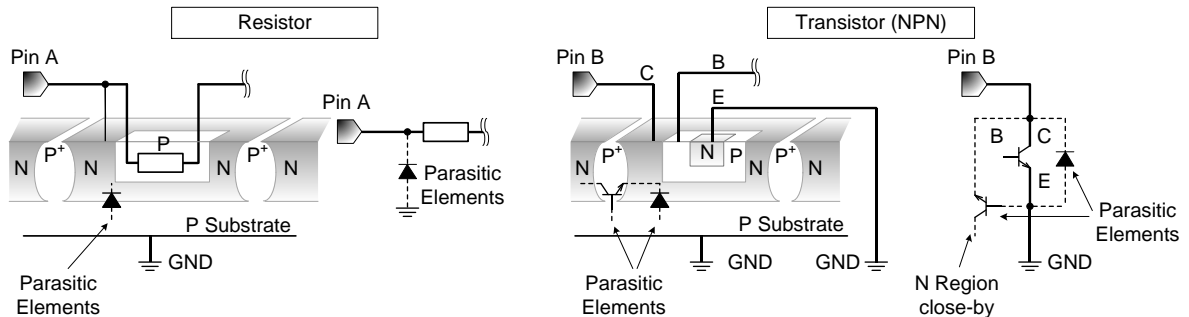 Resistor
Transistor (NPN)
Pin A
Pin B
C
B
E
Pin B
Pin A
N
P+
N
P
P+
N
N
P+
N
P
P+
N
N
B
C
E
Parasitic
Elements
P Substrate
GND
Parasitic
Elements
P Substrate
GND
GND
Parasitic
Elements
Parasitic
Elements
GND
N Region
close-by